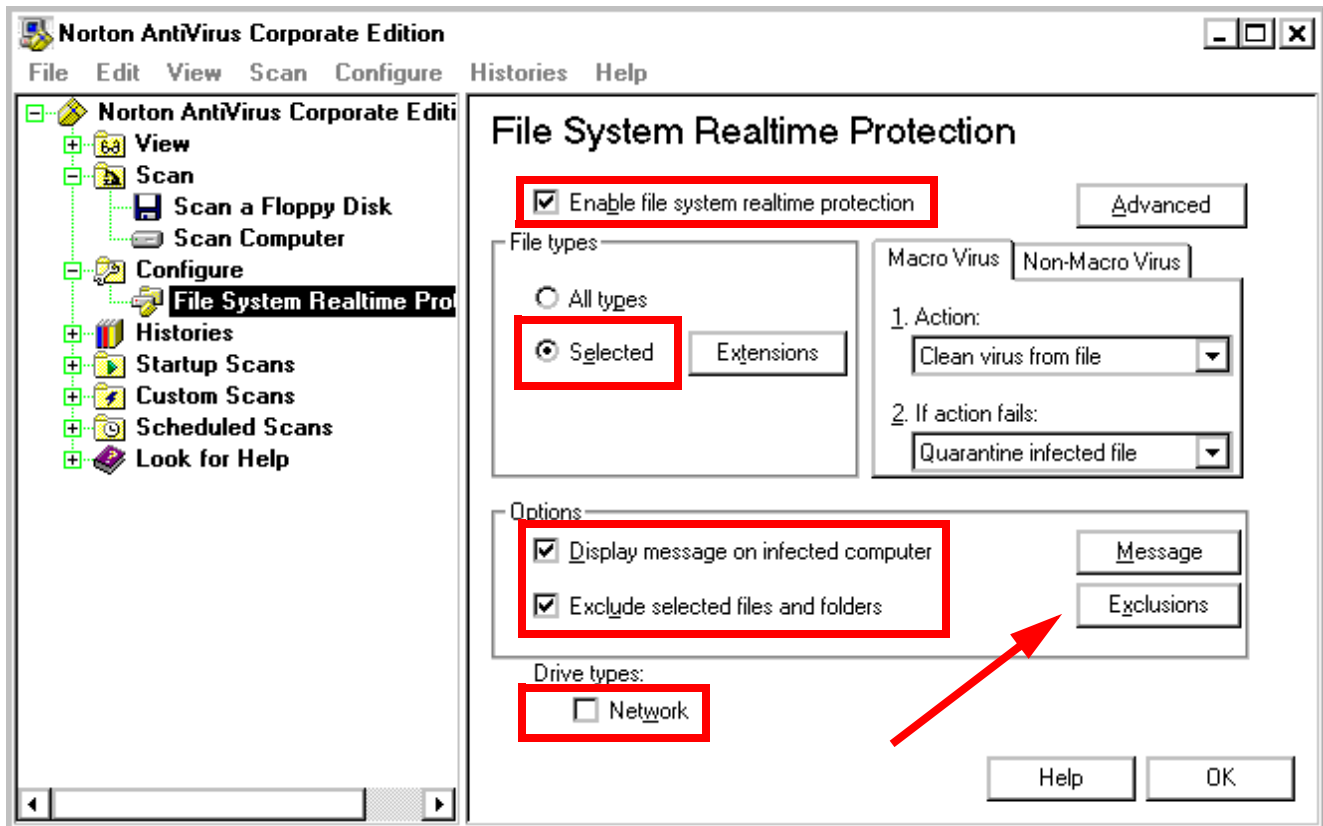 Norton AntiVirus Corporate Edition
File Edit View Scan Configure Histories Help
Norton AntiVirus Corporate Editi
View
Scan
Scan a Floppy Disk
Scan Computer
Configure
File System Realtime Pro
Histories
Startup Scans
Custom Scans
Scheduled Scans
Look for Help
File System Realtime Protection
Enable file system realtime protection
Advanced
File types
All types
Selected
Extensions
Macro Virus Non-Macro Virus
1. Action:
Clean virus from file
2. If action fails:
Quarantine infected file
Options
Display message on infected computer
Message
Exclude selected files and folders
Exclusions
Drive types:
Network
Help OK